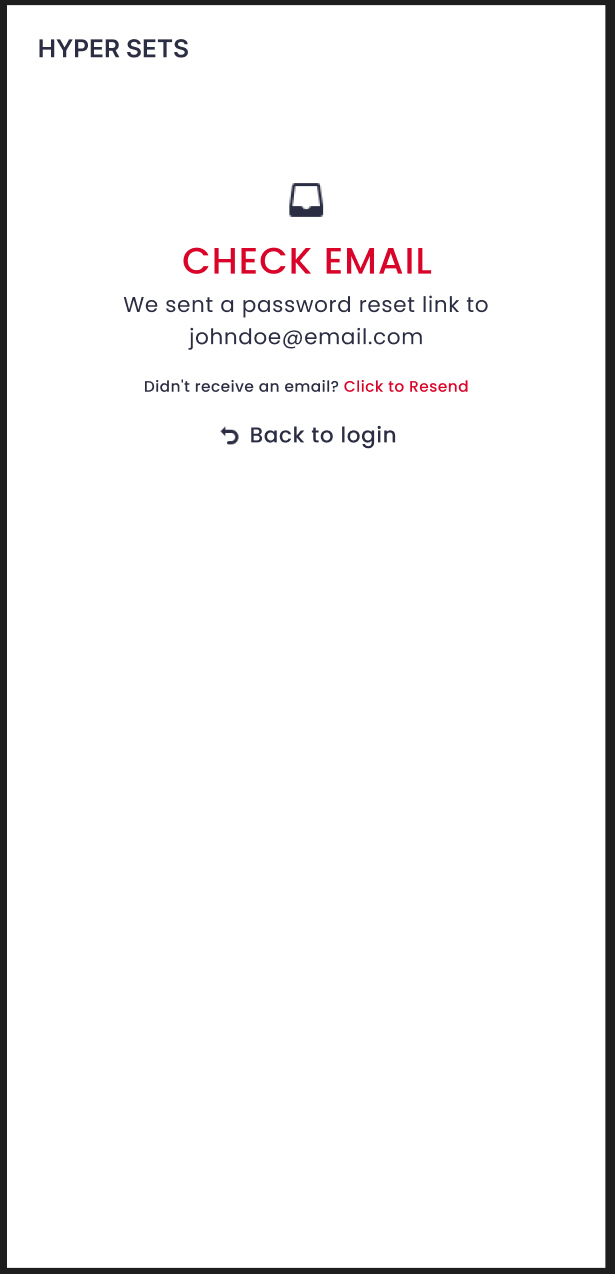 HYPER SETS
CHECK EMAIL
We sent a password reset link to
johndoe@email.com
Didn't receive an email? Click to Resend
Back to login